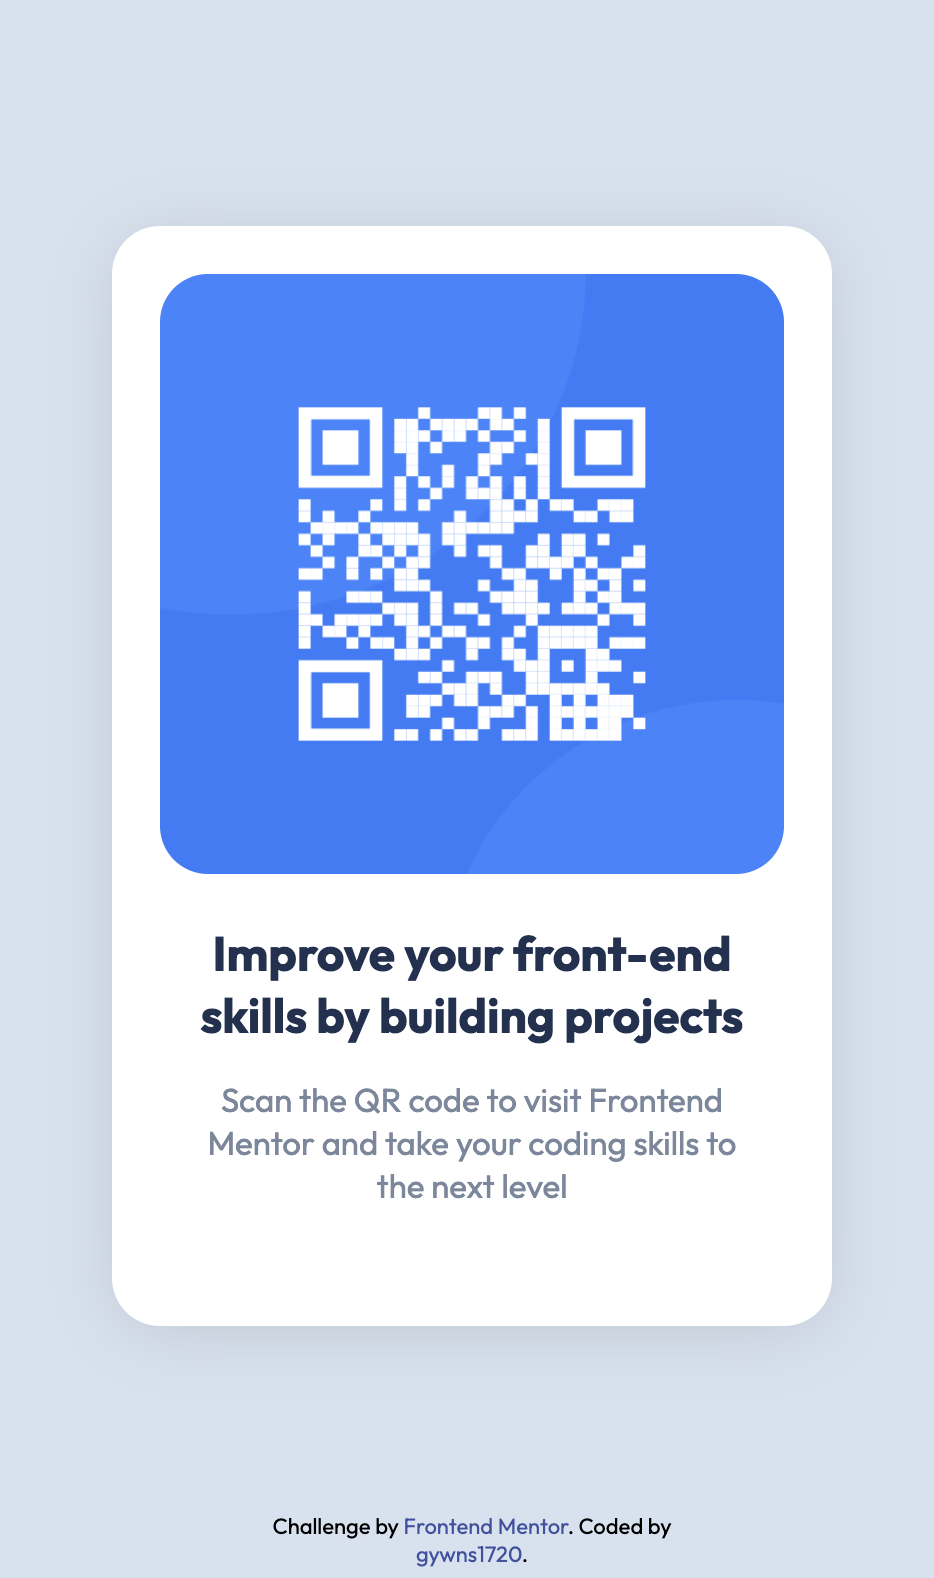 Improve your front-end
skills by building projects
Scan the QR code to visit Frontend
Mentor and take your coding skills to
the next level
Challenge by Frontend Mentor. Coded by
gywns1720.